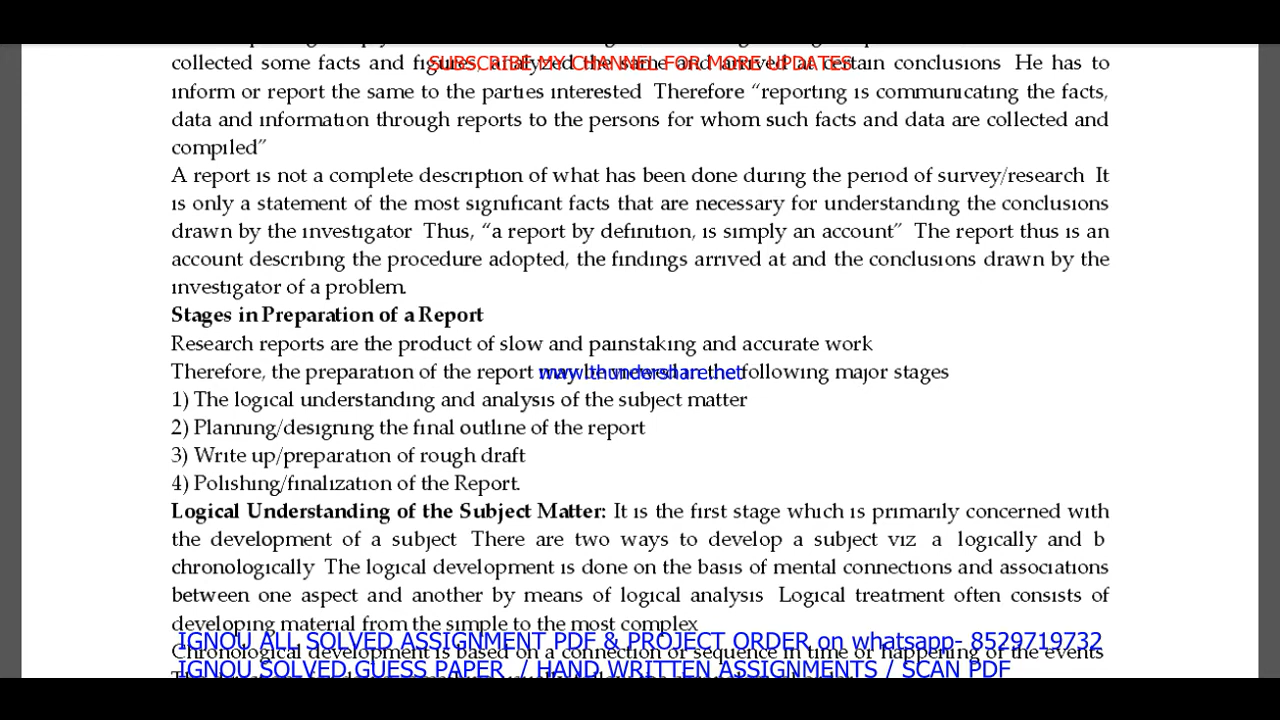 collected some facts and figures, analyzed the same and arrived at certain conclusions He has to
SUBSCRIBE MY CHANNEL FOR MORE UPDATES
inform or report the same to the parties interested Therefore “reporting is communicating the facts,
data and information through reports to the persons for whom such facts and data are collected and
compiled”
A report is not a complete description of what has been done during the period of survey/research It
is only a statement of the most significant facts that are necessary for understanding the conclusions
drawn by the investigator Thus, “a report by definition, is simply an account” The report thus is an
account describing the procedure adopted, the findings arrived at and the conclusions drawn by the
investigator of a problem.
Stages in Preparation of a Report
Research reports are the product of slow and painstaking and accurate work
Therefore, the preparation of the report may be viewed in the following major stages
www.thundershare.net
1) The logical understanding and analysis of the subject matter
2) Planning/designing the final outline of the report
3) Write up/preparation of rough draft
4) Polishing/finalization of the Report.
Logical Understanding of the Subject Matter: It is the first stage which is primarily concerned with
the development of a subject There are two ways to develop a subject viz a logically and b
chronologically The logical development is done on the basis of mental connections and associations
between one aspect and another by means of logical analysis Logical treatment often consists of
developing material from the simple to the most complex
IGNOU ALL SOLVED ASSIGNMENT PDF & PROJECT ORDER on whatsapp- 8529719732
Chronological development is based on a connection or sequence in time or happening of the events
IGNOU SOLVED GUESS PAPER / HAND WRITTEN ASSIGNMENTS / SCAN PDF